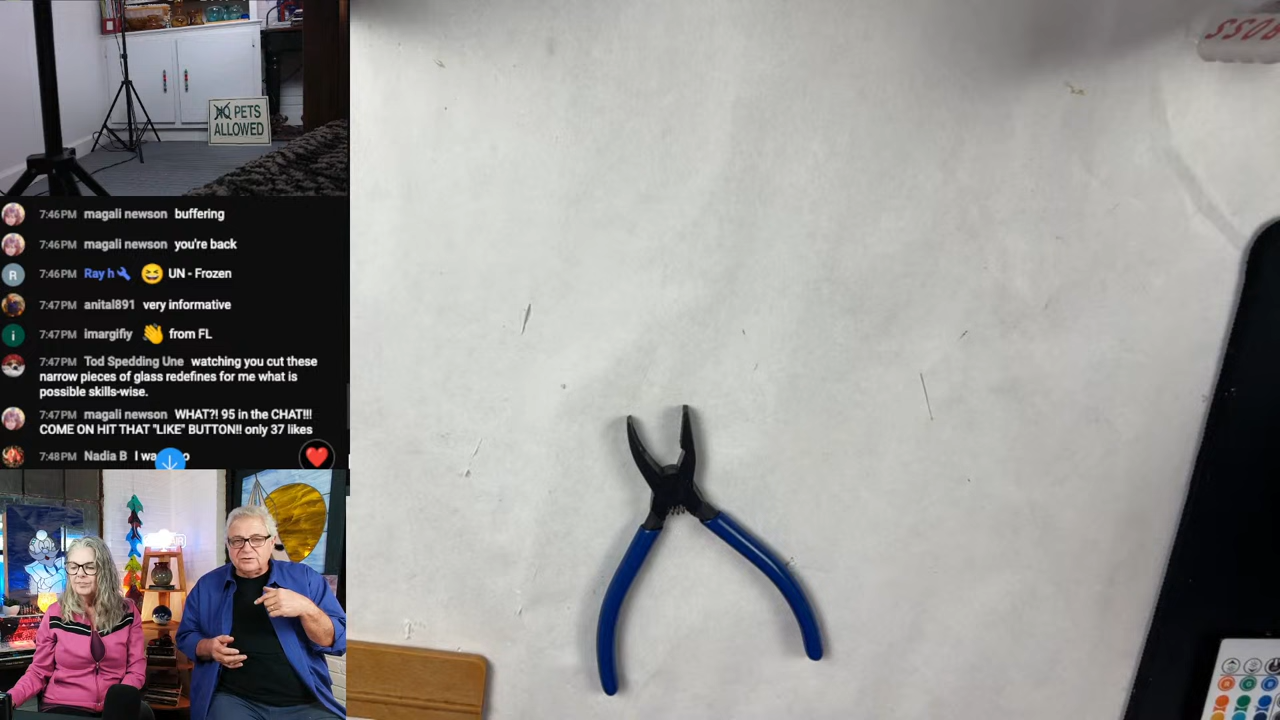 NO PETS
ALLOWED
7:46PM magali newson buffering
7:46PM magali newson you're back
R 7:46PM Ray h 😆 UN - Frozen
7:47PM anital891 very informative
i 7:47PM imargifiy 👋 from FL
7:47PM Tod Spedding Une watching you cut these
narrow pieces of glass redefines for me what is
possible skills-wise.
7:47PM magali newson WHAT?! 95 in the CHAT!!!
COME ON HIT THAT "LIKE" BUTTON!! only 37 likes
7:48PM Nadia B I